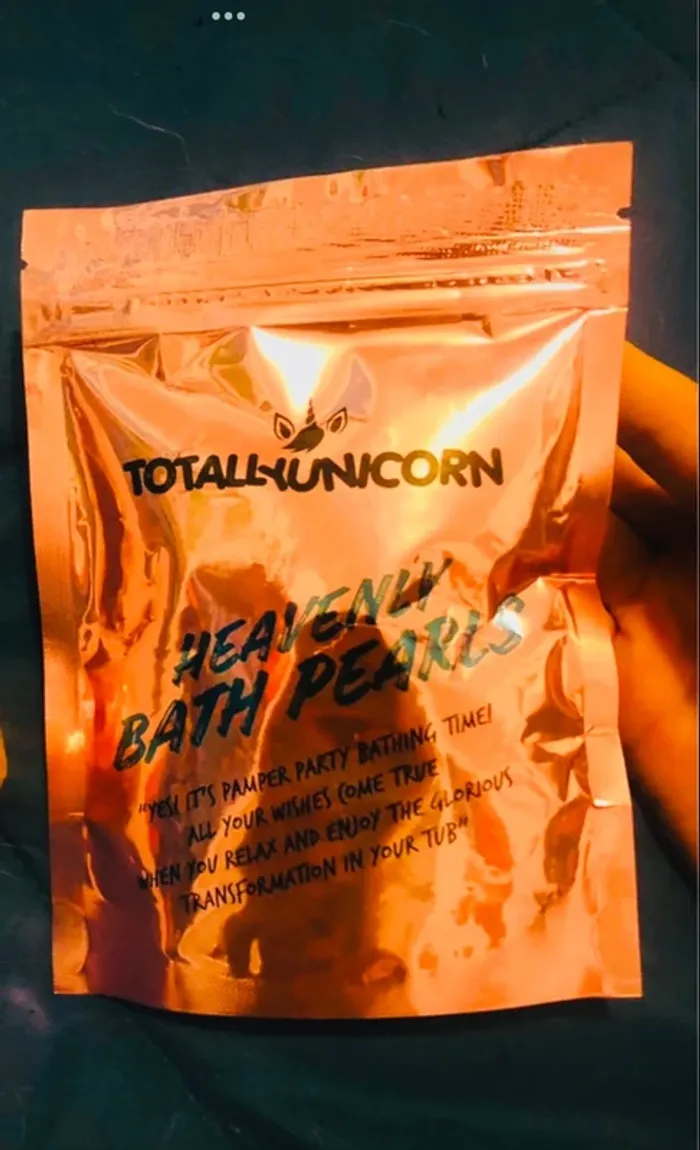 TOTALLYUNICORN
HEAVENLY
BATH PEARLS
"YES! IT'S PAMPER PARTY BATHING TIME!
ALL YOUR WISHES COME TRUE
WHEN YOU RELAX AND ENJOY THE GLORIOUS
TRANSFORMATION IN YOUR TUB"